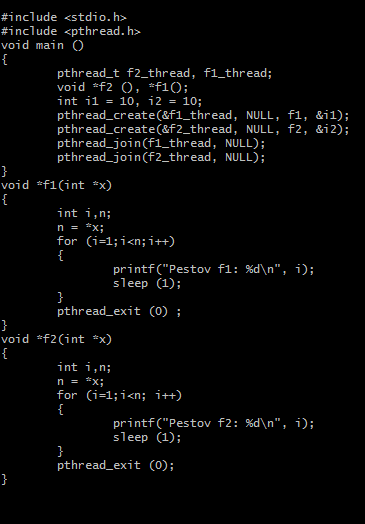 #include <stdio.h>
#include <pthread.h>
void main ()
{
        pthread_t f2_thread, f1_thread;
        void *f2 (), *f1();
        int i1 = 10, i2 = 10;
        pthread_create(&f1_thread, NULL, f1, &i1);
        pthread_create(&f2_thread, NULL, f2, &i2);
        pthread_join(f1_thread, NULL);
        pthread_join(f2_thread, NULL);
}
void *f1(int *x)
{
        int i,n;
        n = *x;
        for (i=1;i<n;i++)
        {
                printf("Pestov f1: %d\n", i);
                sleep (1);
        }
        pthread_exit (0) ;
}
void *f2(int *x)
{
        int i,n;
        n = *x;
        for (i=1;i<n; i++)
        {
                printf("Pestov f2: %d\n", i);
                sleep (1);
        }
        pthread_exit (0);
}